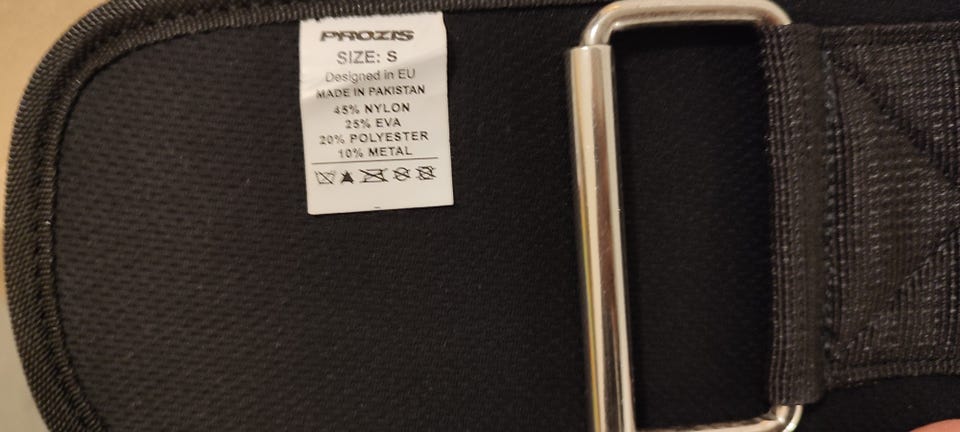 PROZIS
SIZE: S
Designed in EU
MADE IN PAKISTAN
45% NYLON
25% EVA
20% POLYESTER
10% METAL